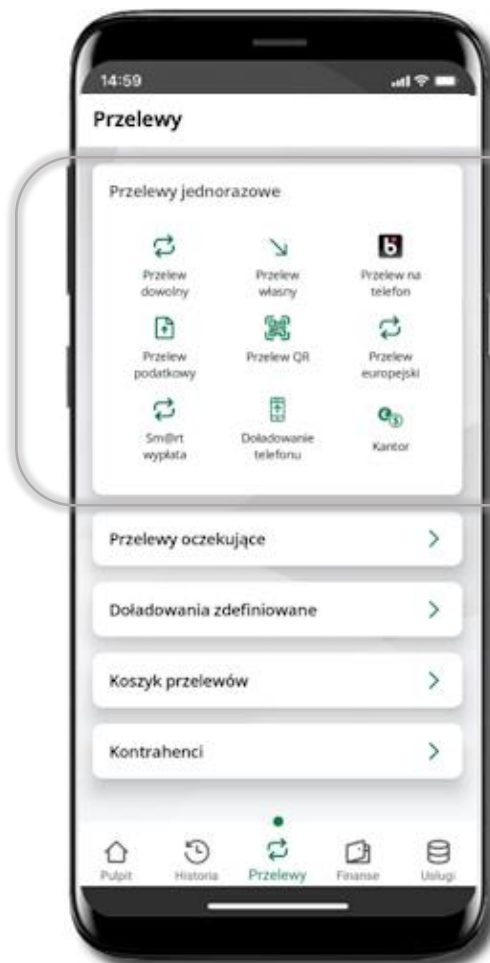 14:59
Przelewy
Przelewy jednorazowe
Przelew
dowolny
Przelew
własny
Przelew na
telefon
Przelew
podatkowy
Przelew QR
Przelew
europejski
Sm@rt
wypłata
Doładowanie
telefonu
Kantor
Przelewy oczekujące
Doładowania zdefiniowane
Koszyk przelewów
Kontrahenci
Pulpit
Historia
Przelewy
Finanse
Usługi